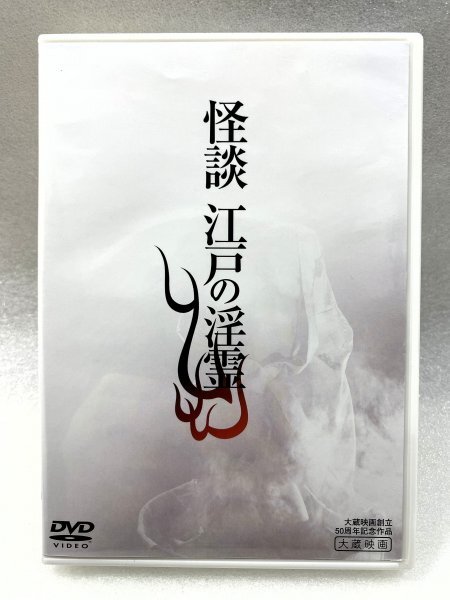 怪談 江戸の淫霊
DVD
VIDEO
大蔵映画創立
50周年記念作品
大蔵映画